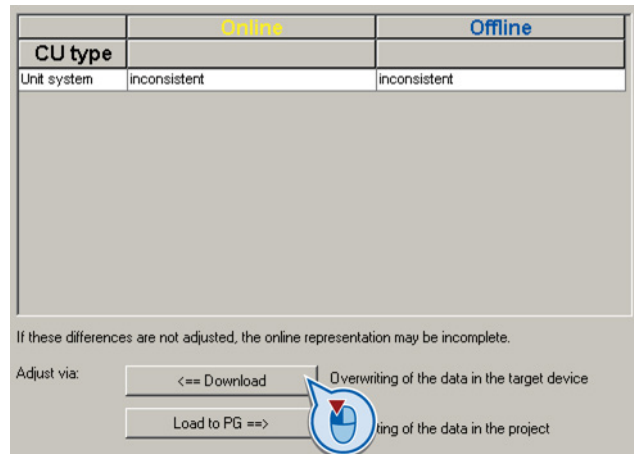 Online Offline
CU type
Unit system inconsistent inconsistent
If these differences are not adjusted, the online representation may be incomplete.
Adjust via:
<== Download Overwriting of the data in the target device
Load to PG ==> ting of the data in the project